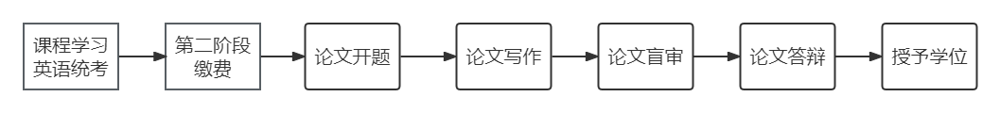 课程学习
英语统考
第二阶段
缴费
论文开题
论文写作
论文盲审
论文答辩
授予学位